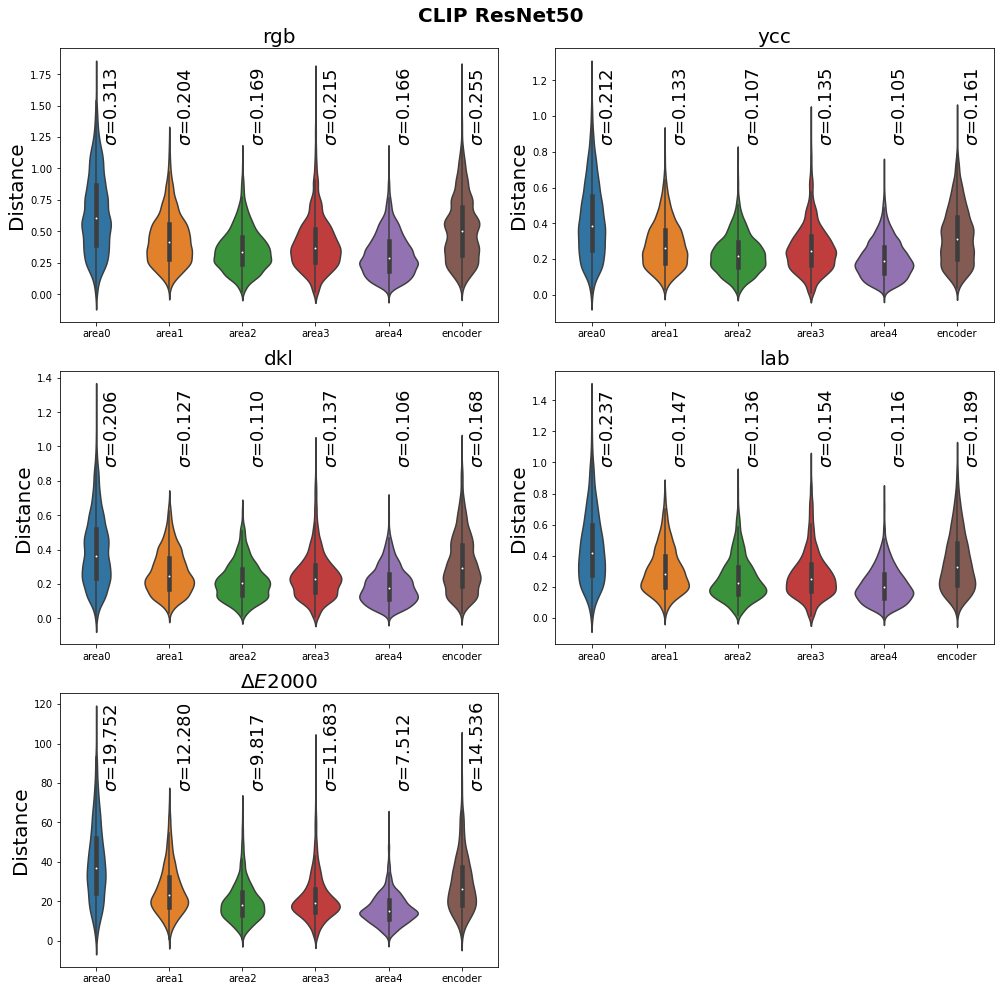 CLIP ResNet50
rgb
Distance
1.75
1.50
1.25
1.00
0.75
0.50
0.25
0.00
σ=0.313
σ=0.204
σ=0.169
σ=0.215
σ=0.166
σ=0.255
area0 area1 area2 area3 area4 encoder
ycc
Distance
1.2
1.0
0.8
0.6
0.4
0.2
0.0
σ=0.212
σ=0.133
σ=0.107
σ=0.135
σ=0.105
σ=0.161
area0 area1 area2 area3 area4 encoder
dkl
Distance
1.4
1.2
1.0
0.8
0.6
0.4
0.2
0.0
σ=0.206
σ=0.127
σ=0.110
σ=0.137
σ=0.106
σ=0.168
area0 area1 area2 area3 area4 encoder
lab
Distance
1.4
1.2
1.0
0.8
0.6
0.4
0.2
0.0
σ=0.237
σ=0.147
σ=0.136
σ=0.154
σ=0.116
σ=0.189
area0 area1 area2 area3 area4 encoder
ΔE2000
Distance
120
100
80
60
40
20
0
σ=19.752
σ=12.280
σ=9.817
σ=11.683
σ=7.512
σ=14.536
area0 area1 area2 area3 area4 encoder